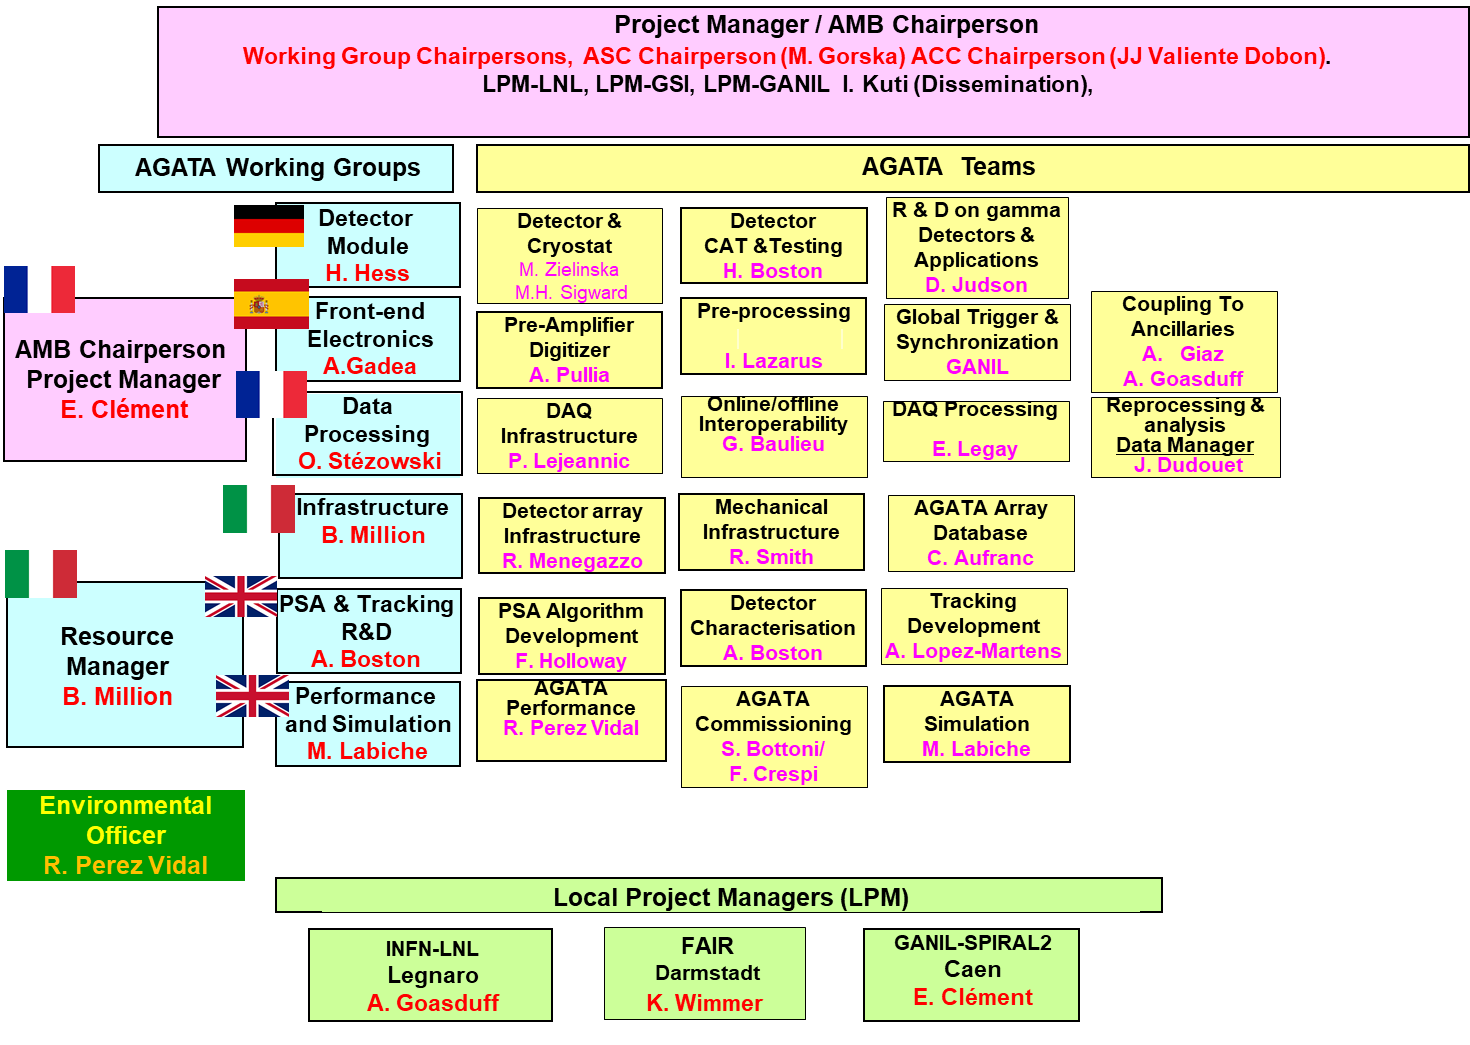 Project Manager / AMB Chairperson
Working Group Chairpersons, ASC Chairperson (M. Gorska) ACC Chairperson (JJ Valiente Dobon).
LPM-LNL, LPM-GSI, LPM-GANIL I. Kuti (Dissemination),
AGATA Working Groups
AGATA Teams
AMB Chairperson
Project Manager
E. Clément
Resource
Manager
B. Million
Environmental
Officer
R. Perez Vidal
Detector
Module
H. Hess
Detector &
Cryostat
M. Zielinska
M.H. Sigward
Detector
CAT &Testing
H. Boston
R & D on gamma
Detectors &
Applications
D. Judson
Front-end
Electronics
A.Gadea
Pre-Amplifier
Digitizer
A. Pullia
Pre-processing
I. Lazarus
Global Trigger &
Synchronization
GANIL
Coupling To
Ancillaries
A. Giaz
A. Goasduff
Data
Processing
O. Stézowski
DAQ
Infrastructure
P. Lejeannic
Online/offline
Interoperability
G. Baulieu
DAQ Processing
E. Legay
Reprocessing &
analysis
Data Manager
J. Dudouet
Infrastructure
B. Million
Detector array
Infrastructure
R. Menegazzo
Mechanical
Infrastructure
R. Smith
AGATA Array
Database
C. Aufranc
PSA & Tracking
R&D
A. Boston
PSA Algorithm
Development
F. Holloway
Detector
Characterisation
A. Boston
Tracking
Development
A. Lopez-Martens
Performance
and Simulation
M. Labiche
AGATA
Performance
R. Perez Vidal
AGATA
Commissioning
S. Bottoni/
F. Crespi
AGATA
Simulation
M. Labiche
Local Project Managers (LPM)
INFN-LNL
Legnaro
A. Goasduff
FAIR
Darmstadt
K. Wimmer
GANIL-SPIRAL2
Caen
E. Clément